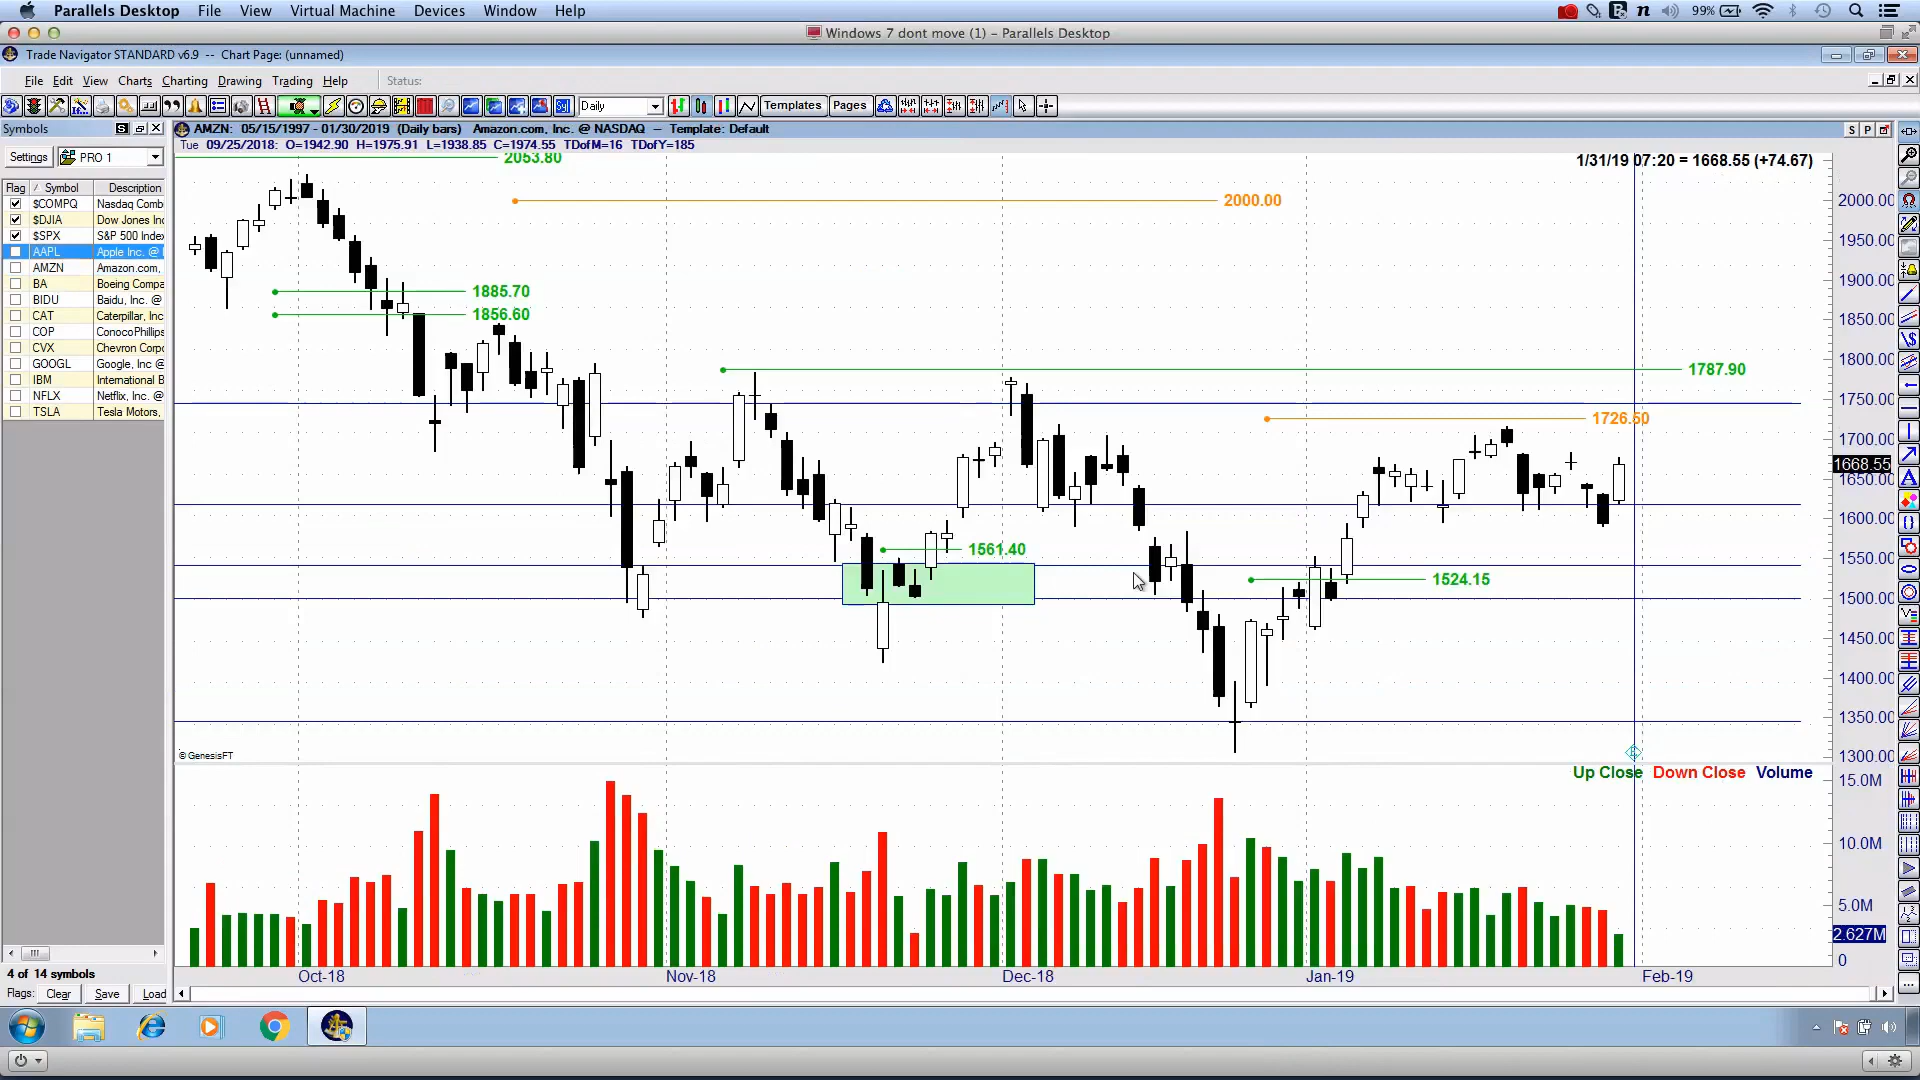 Parallels Desktop File View Virtual Machine Devices Window Help 99%
Windows 7 dont move (1) - Parallels Desktop
Trade Navigator STANDARD v6.9 -- Chart Page: (unnamed)
File Edit View Charts Charting Drawing Trading Help Status:
Daily Templates Pages
Symbols S
AMZN: 05/15/1997 - 01/30/2019 (Daily bars) Amazon.com, Inc. @ NASDAQ -- Template: Default S P
Tue 09/25/2018: O=1942.90 H=1975.91 L=1938.85 C=1974.55 TDofM=16 TDofY=185
Settings PRO 1
Flag Symbol Description
$COMPQ Nasdaq Comb
$DJIA Dow Jones Inc
$SPX S&P 500 Index
AAPL Apple Inc. @
AMZN Amazon.com,
BA Boeing Compa
BIDU Baidu, Inc. @
CAT Caterpillar, Inc
COP ConocoPhillips
CVX Chevron Corpo
GOOGL Google, Inc @
IBM International B
NFLX Netflix, Inc. @
TSLA Tesla Motors,
4 of 14 symbols
Flags: Clear Save Load
1/31/19 07:20 = 1668.55 (+74.67)
2053.80
2000.00
1885.70
1856.60
1787.90
1726.50
1561.40
1524.15
2000.00
1950.00
1900.00
1850.00
1800.00
1750.00
1700.00
1668.55
1650.00
1600.00
1550.00
1500.00
1450.00
1400.00
1350.00
1300.00
© GenesisFT
Up Close Down Close Volume
15.0M
10.0M
5.0M
2.627M
0
Oct-18 Nov-18 Dec-18 Jan-19 Feb-19